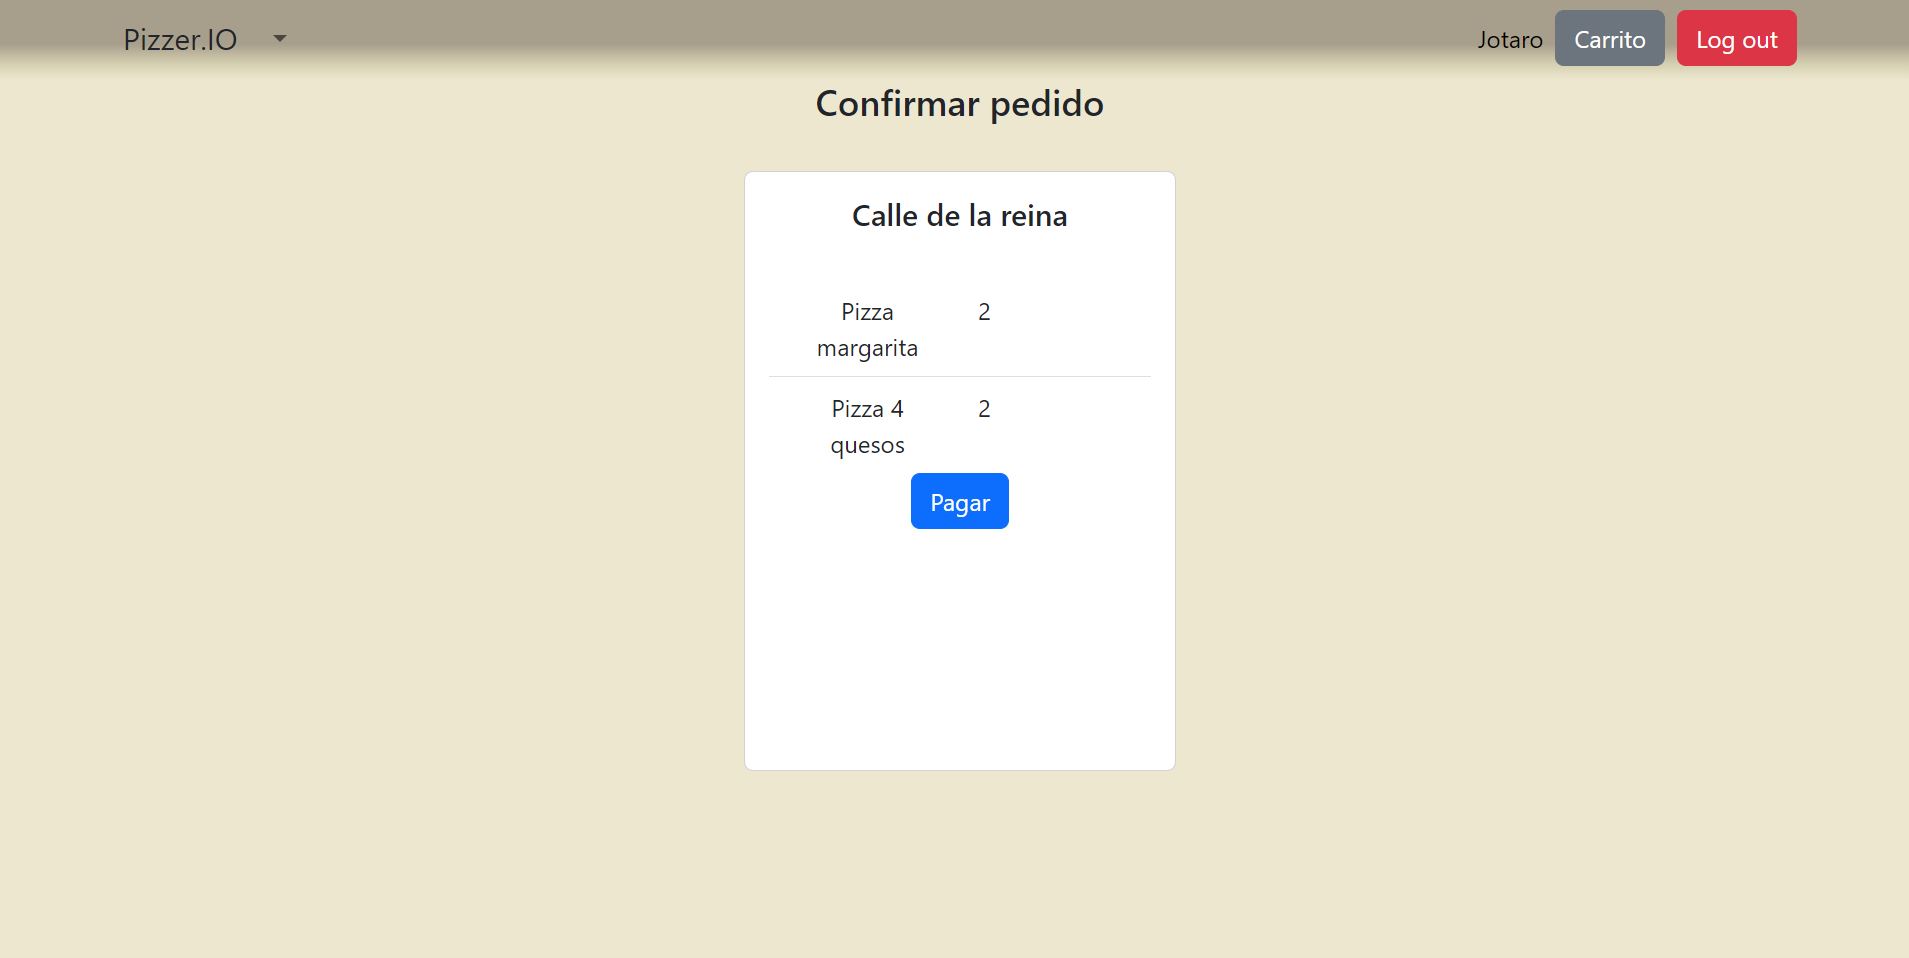 Pizzer.IO
Jotaro
Carrito
Log out
Confirmar pedido
Calle de la reina
Pizza 2
margarita
Pizza 4 2
quesos
Pagar